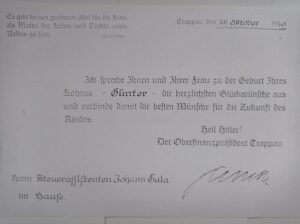 Es gibt keinen größeren Adel für die Frau
als Mutter der Söhne und Töchter eines
Volkes zu sein.
Troppau, den 28. Oktober 1940
Ich spreche Ihnen und Ihrer Frau zu der Geburt Ihres
Sohnes - Günter - die herzlichsten Glückwünsche aus
und verbinde damit die besten Wünsche für die Zukunft des
Kindes.
Heil Hitler!
Der Oberfinanzpräsident Troppau
Herrn Steuerassistenten Johann Gala
im Hause.